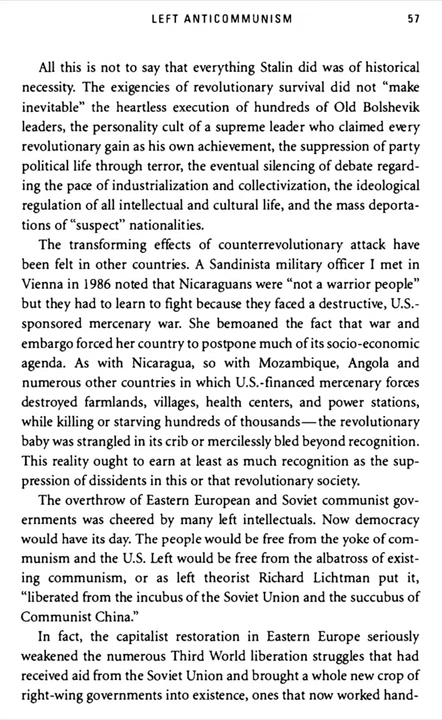 LEFT ANTICOMMUNISM 57
All this is not to say that everything Stalin did was of historical
necessity. The exigencies of revolutionary survival did not “make
inevitable” the heartless execution of hundreds of Old Bolshevik
leaders, the personality cult of a supreme leader who claimed every
revolutionary gain as his own achievement, the suppression of party
political life through terror, the eventual silencing of debate regard-
ing the pace of industrialization and collectivization, the ideological
regulation of all intellectual and cultural life, and the mass deporta-
tions of “suspect” nationalities.
The transforming effects of counterrevolutionary attack have
been felt in other countries. A Sandinista military officer I met in
Vienna in 1986 noted that Nicaraguans were “not a warrior people”
but they had to learn to fight because they faced a destructive, U.S.-
sponsored mercenary war. She bemoaned the fact that war and
embargo forced her country to postpone much of its socio-economic
agenda. As with Nicaragua, so with Mozambique, Angola and
numerous other countries in which U.S.-financed mercenary forces
destroyed farmlands, villages, health centers, and power stations,
while killing or starving hundreds of thousands—the revolutionary
baby was strangled in its crib or mercilessly bled beyond recognition.
This reality ought to earn at least as much recognition as the sup-
pression of dissidents in this or that revolutionary society.
The overthrow of Eastern European and Soviet communist gov-
ernments was cheered by many left intellectuals. Now democracy
would have its day. The people would be free from the yoke of com-
munism and the U.S. Left would be free from the albatross of exist-
ing communism, or as left theorist Richard Lichtman put it,
“liberated from the incubus of the Soviet Union and the succubus of
Communist China.”
In fact, the capitalist restoration in Eastern Europe seriously
weakened the numerous Third World liberation struggles that had
received aid from the Soviet Union and brought a whole new crop of
right-wing governments into existence, ones that now worked hand-